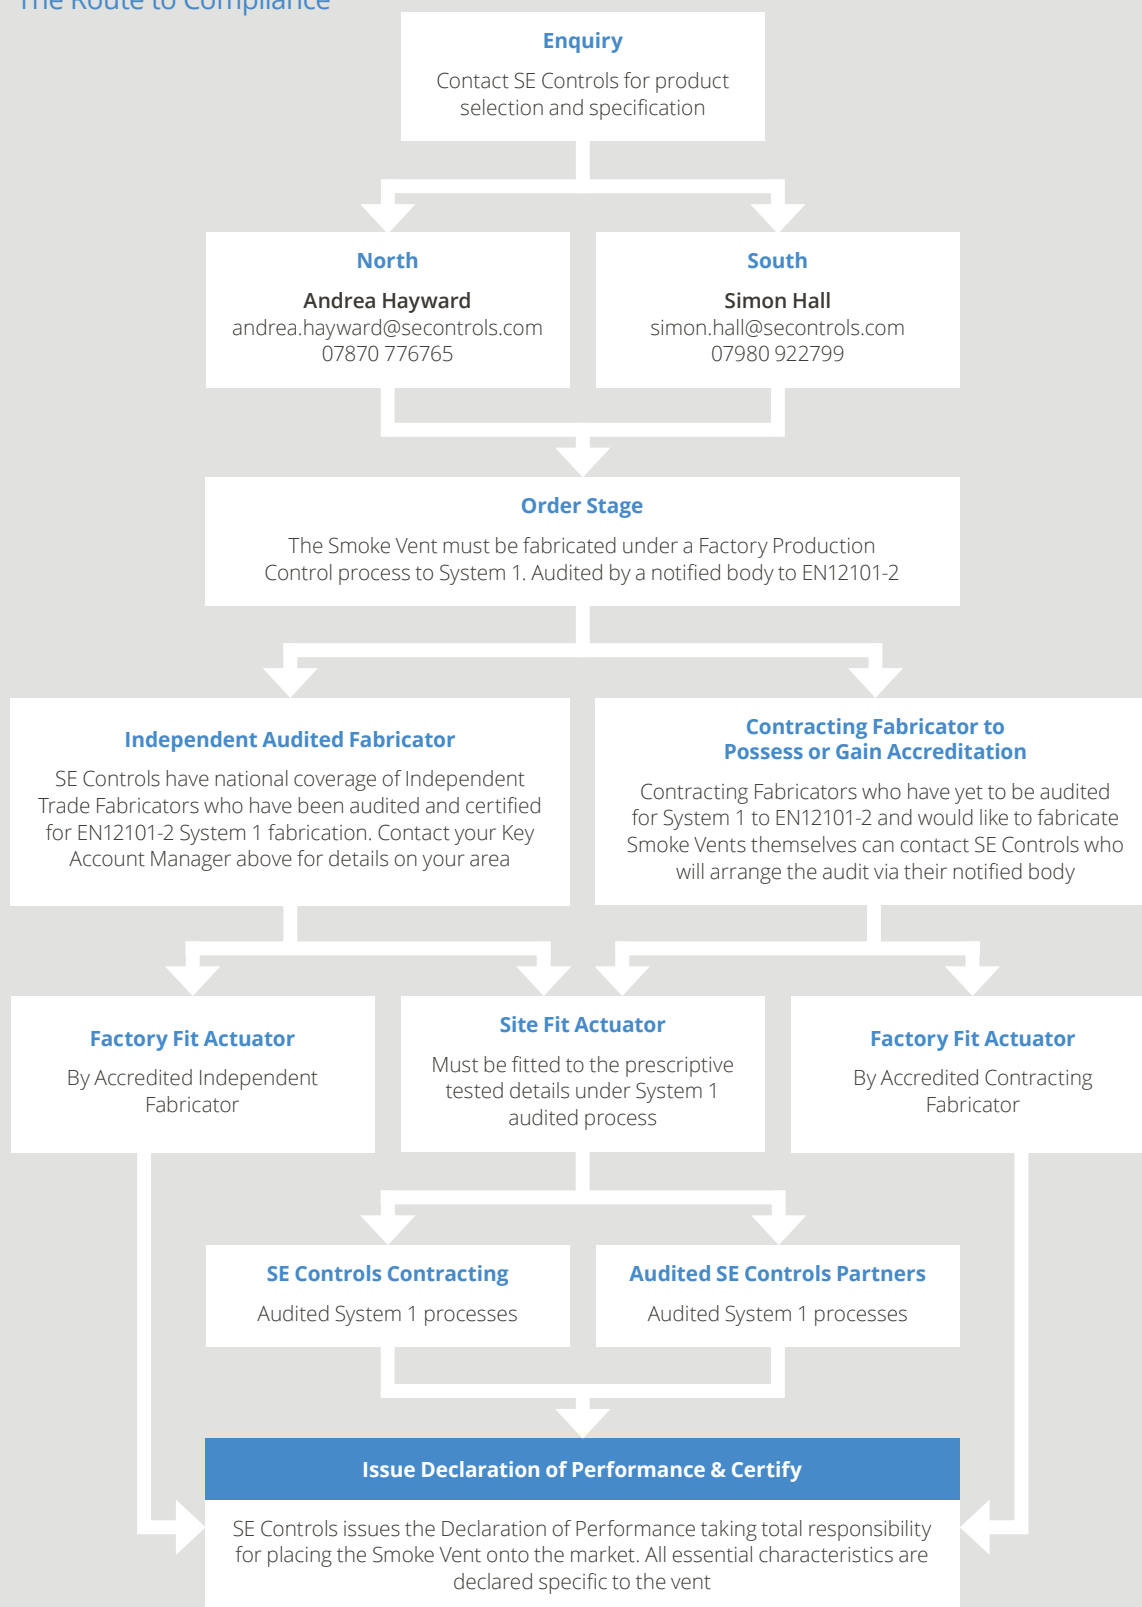 The Route to Compliance
Enquiry
Contact SE Controls for product
selection and specification
North
Andrea Hayward
andrea.hayward@secontrols.com
07870 776765
South
Simon Hall
simon.hall@secontrols.com
07980 922799
Order Stage
The Smoke Vent must be fabricated under a Factory Production
Control process to System 1. Audited by a notified body to EN12101-2
Independent Audited Fabricator
SE Controls have national coverage of Independent
Trade Fabricators who have been audited and certified
for EN12101-2 System 1 fabrication. Contact your Key
Account Manager above for details on your area
Contracting Fabricator to
Possess or Gain Accreditation
Contracting Fabricators who have yet to be audited
for System 1 to EN12101-2 and would like to fabricate
Smoke Vents themselves can contact SE Controls who
will arrange the audit via their notified body
Factory Fit Actuator
By Accredited Independent
Fabricator
Site Fit Actuator
Must be fitted to the prescriptive
tested details under System 1
audited process
Factory Fit Actuator
By Accredited Contracting
Fabricator
SE Controls Contracting
Audited System 1 processes
Audited SE Controls Partners
Audited System 1 processes
Issue Declaration of Performance & Certify
SE Controls issues the Declaration of Performance taking total responsibility
for placing the Smoke Vent onto the market. All essential characteristics are
declared specific to the vent